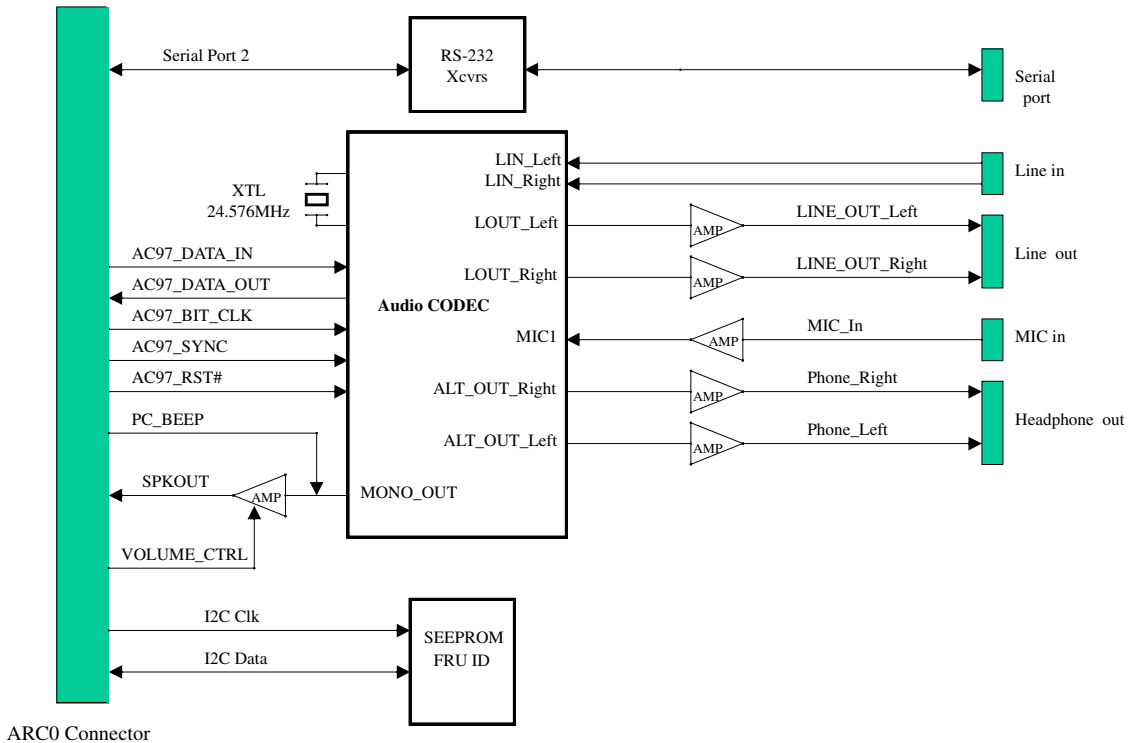 Serial Port 2
RS-232
Xcvrs
Serial
port
XTL
24.576MHz
LIN_Left
LIN_Right
Line in
LOUT_Left
AMP
LINE_OUT_Left
LOUT_Right
AMP
LINE_OUT_Right
Line out
AC97_DATA_IN
AC97_DATA_OUT
AC97_BIT_CLK
AC97_SYNC
AC97_RST#
Audio CODEC
MIC1
AMP
MIC_In
MIC in
ALT_OUT_Right
AMP
Phone_Right
ALT_OUT_Left
AMP
Phone_Left
Headphone out
PC_BEEP
SPKOUT
AMP
MONO_OUT
VOLUME_CTRL
I2C Clk
I2C Data
SEEPROM
FRU ID
ARC0 Connector